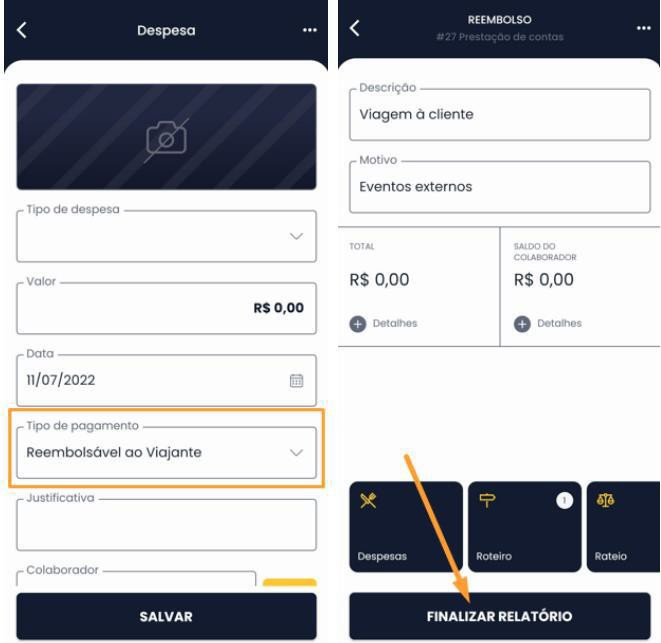 Despesa
Tipo de despesa
Valor
R$ 0,00
Data
11/07/2022
Tipo de pagamento
Reembolsável ao Viajante
Justificativa
Colaborador
SALVAR
REEMBOLSO
#27 Prestação de contas
Descrição
Viagem à cliente
Motivo
Eventos externos
TOTAL
R$ 0,00
Detalhes
SALDO DO
COLABORADOR
R$ 0,00
Detalhes
Despesas
1
Roteiro
Rateio
FINALIZAR RELATÓRIO